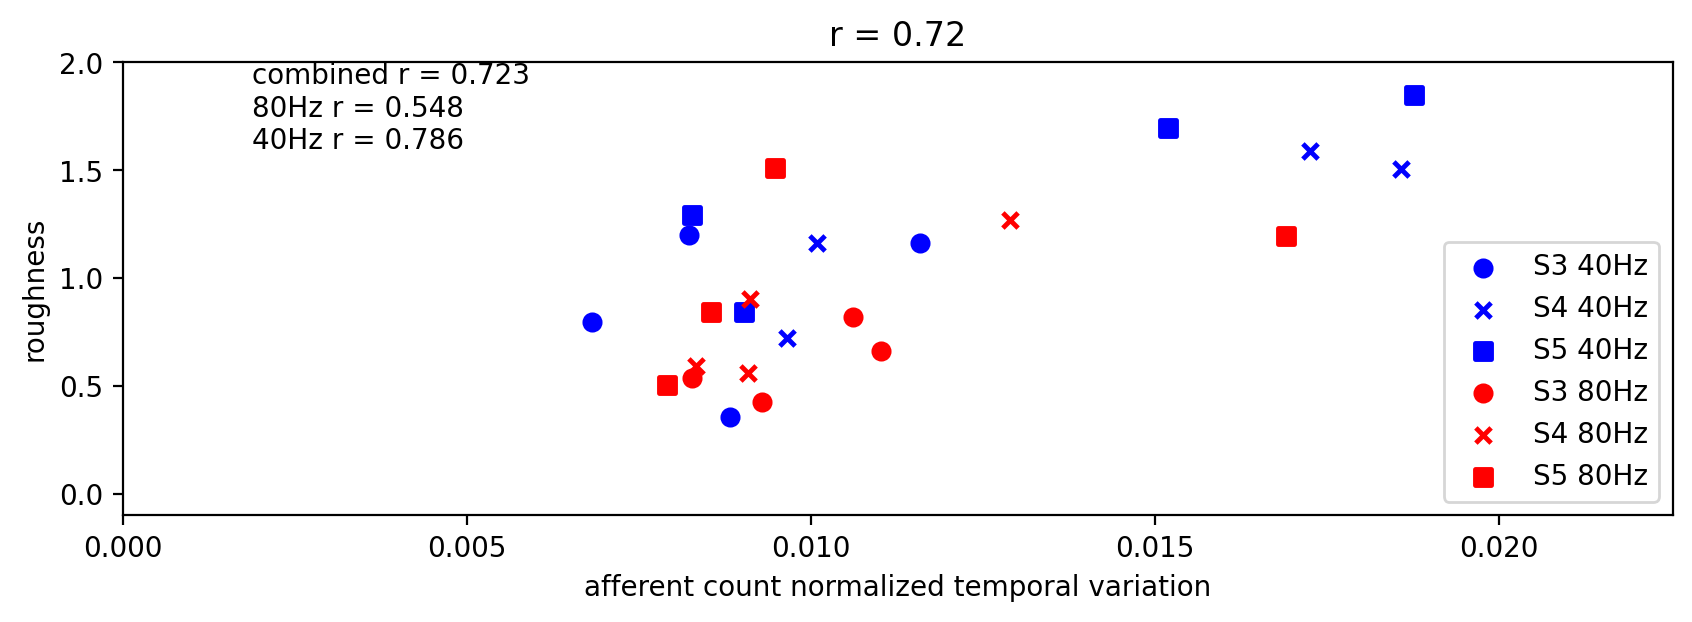 r = 0.72
combined r = 0.723
80Hz r = 0.548
40Hz r = 0.786
2.0
1.5
1.0
0.5
0.0
roughness
S3 40Hz
S4 40Hz
S5 40Hz
S3 80Hz
S4 80Hz
S5 80Hz
0.000 0.005 0.010 0.015 0.020
afferent count normalized temporal variation